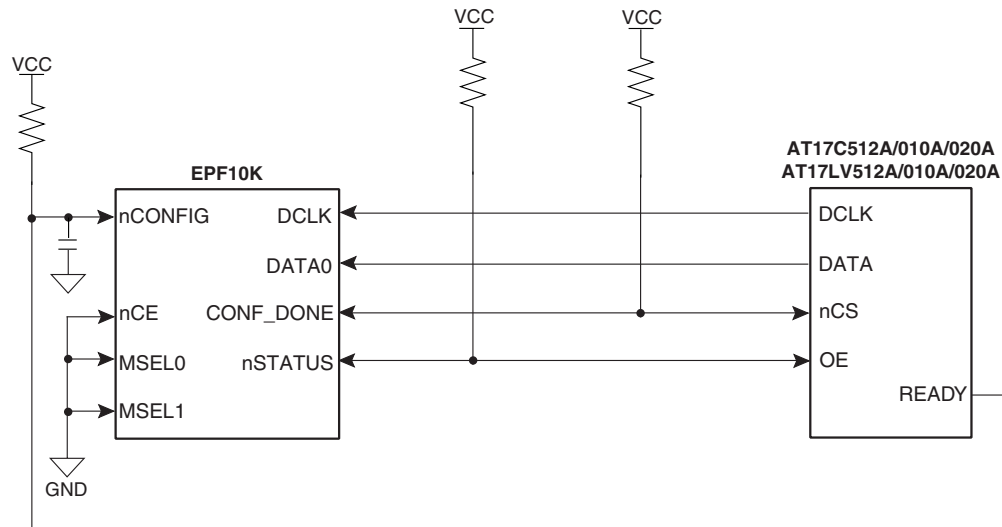 VCC
VCC
VCC
AT17C512A/010A/020A
AT17LV512A/010A/020A
EPF10K
nCONFIG
DCLK
DCLK
DATA0
DATA
nCE
CONF_DONE
nCS
MSEL0
nSTATUS
OE
READY
MSEL1
GND